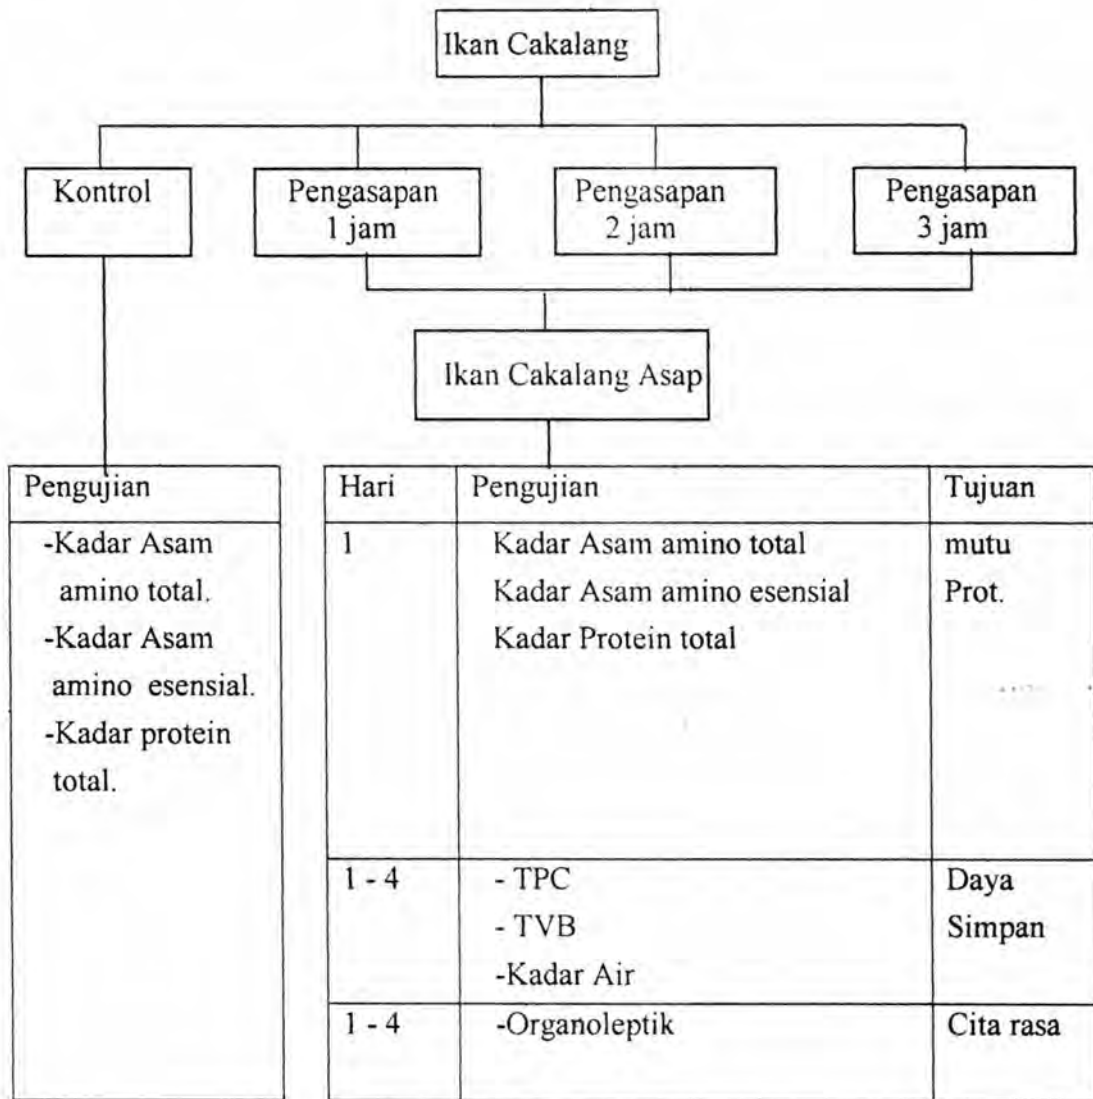 Ikan Cakalang
Kontrol
Pengasapan
1 jam
Pengasapan
2 jam
Pengasapan
3 jam
Ikan Cakalang Asap
Pengujian
-Kadar Asam
amino total.
-Kadar Asam
amino esensial.
-Kadar protein
total.
Hari Pengujian Tujuan
1 Kadar Asam amino total mutu
Kadar Asam amino esensial Prot.
Kadar Protein total
1 - 4 - TPC Daya
- TVB Simpan
-Kadar Air
1 - 4 -Organoleptik Cita rasa